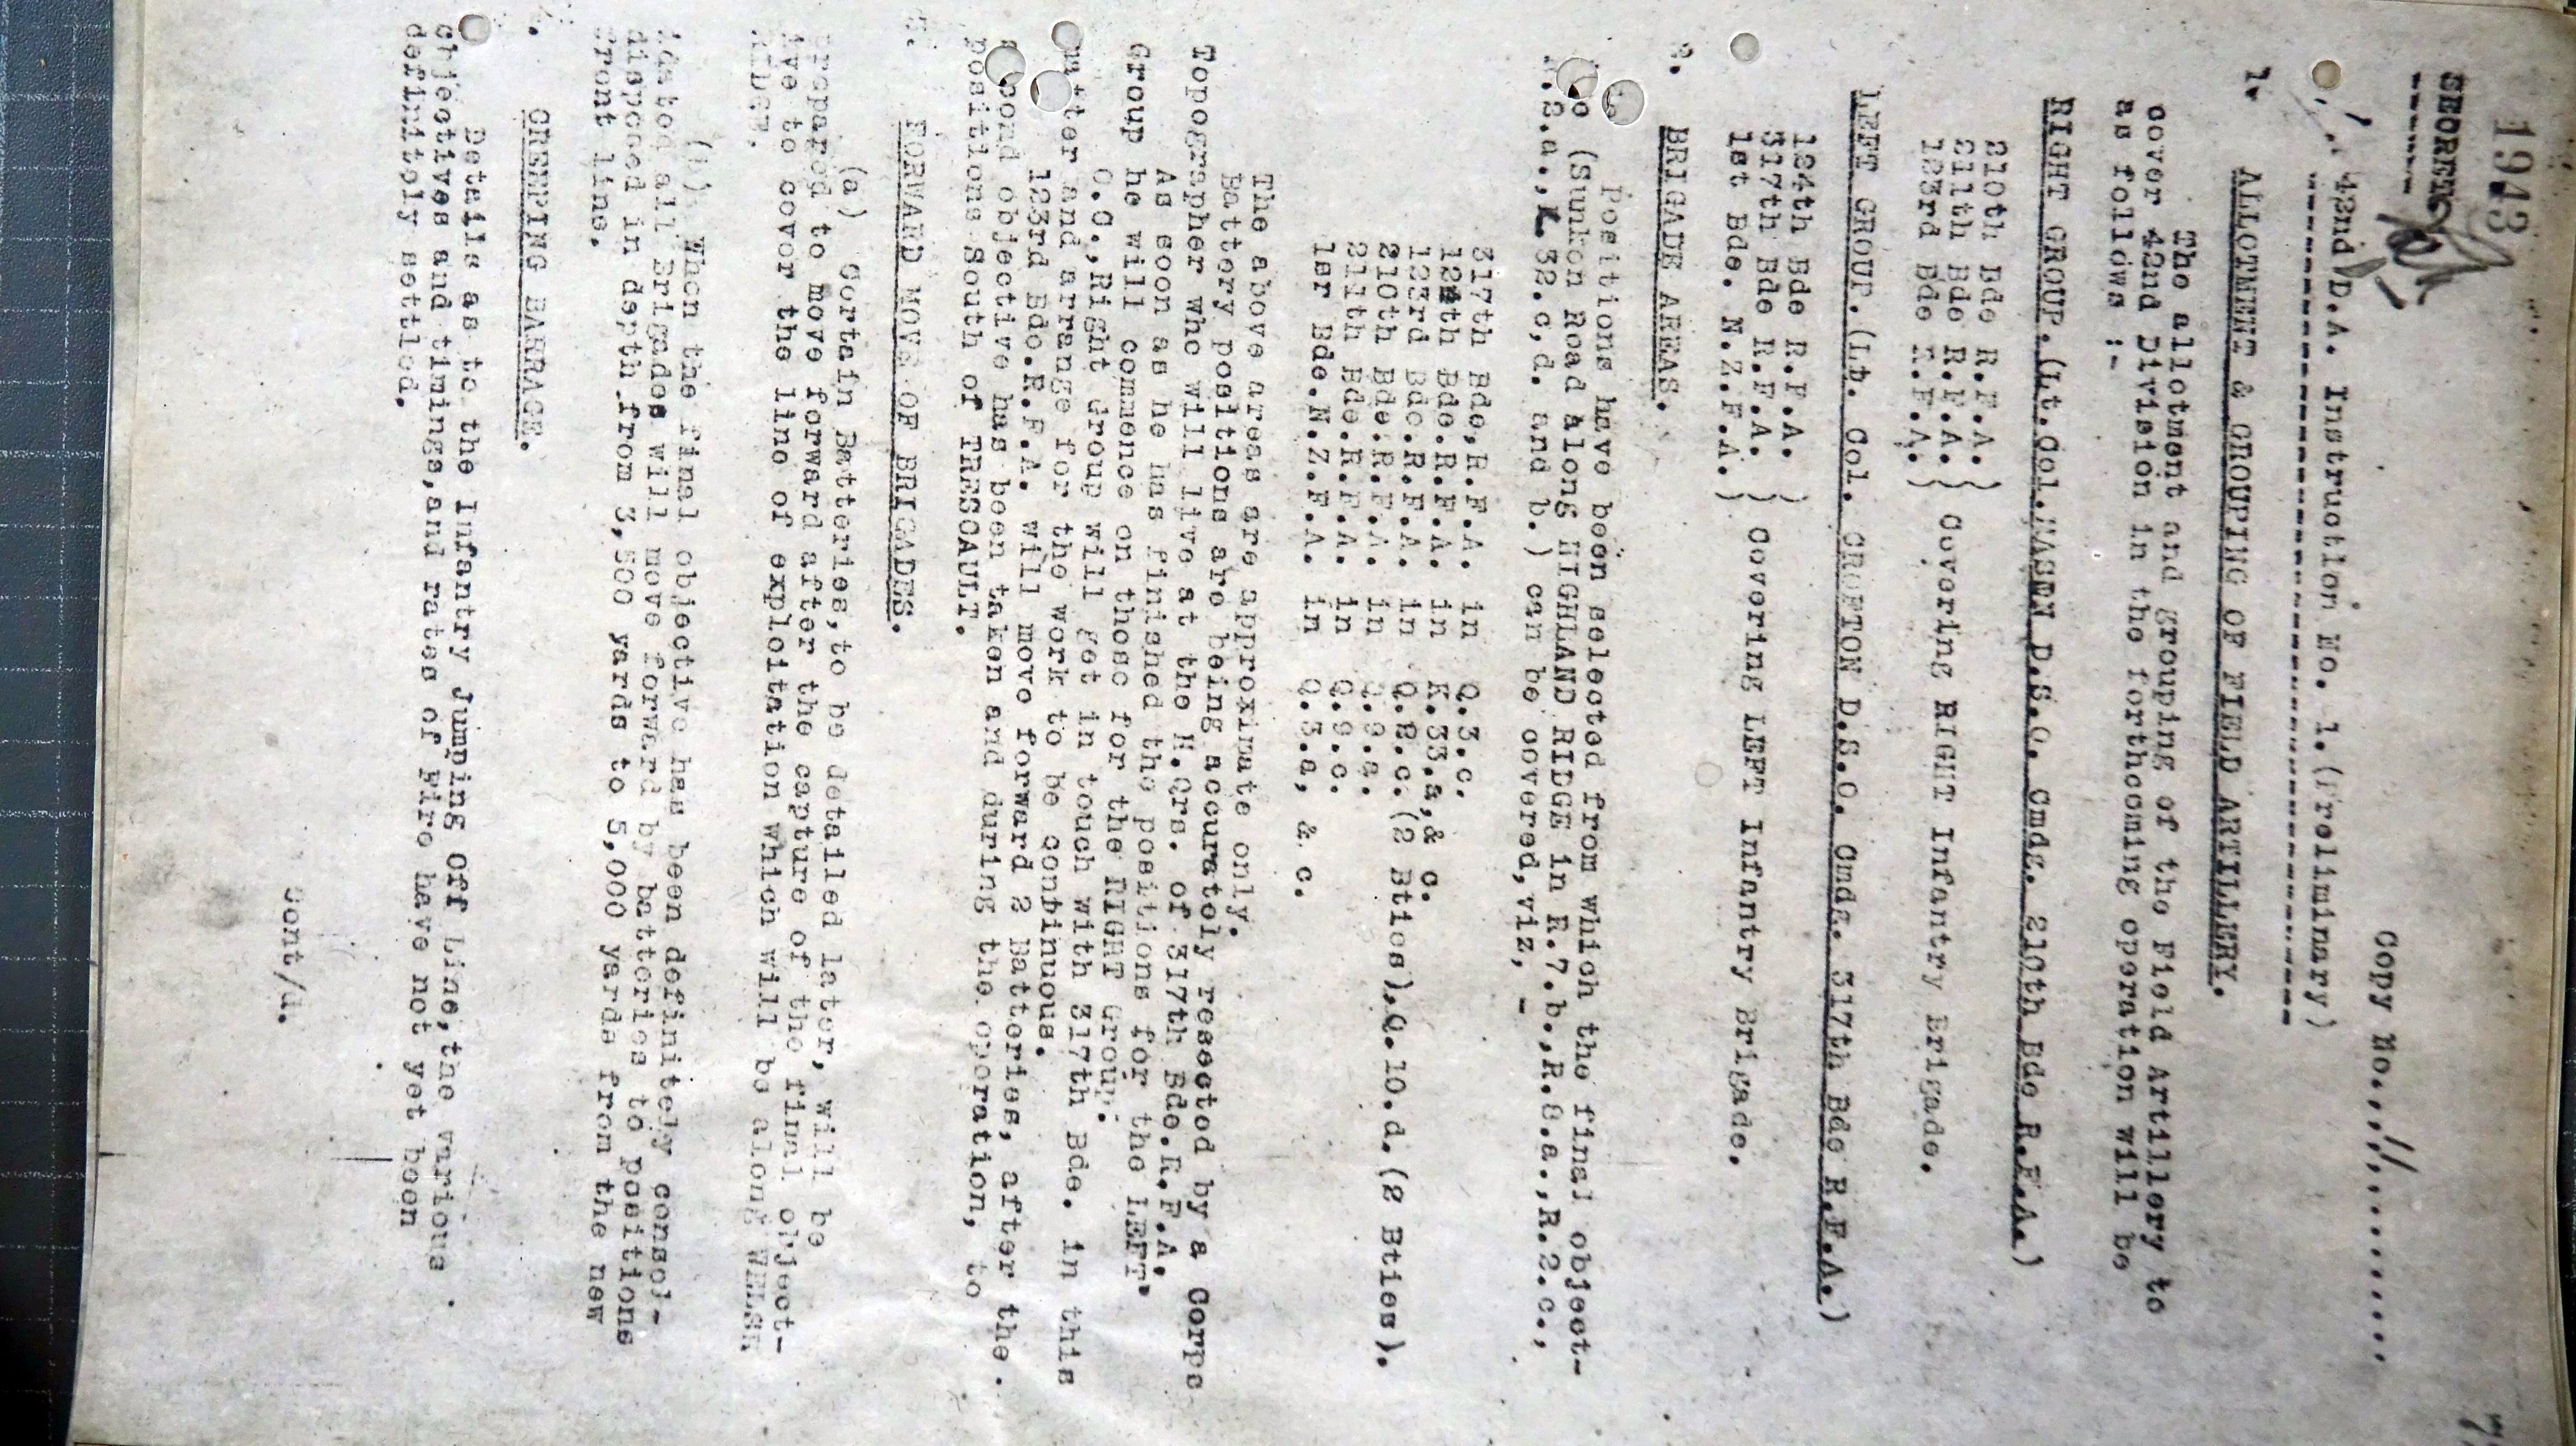 1943
SECRET
Copy No...11..........
42nd D.A. Instruction No. 1.(Preliminary)
1. ALLOTMENT & GROUPING OF FIELD ARTILLERY.
The allotment and grouping of the Field Artillery to
cover 42nd Division in the forthcoming operation will be
as follows :-
RIGHT GROUP.(Lt.Col.MASON D.S.O. Cmdg. 210th Bde R.F.A.)
210th Bde R.F.A. )
211th Bde R.F.A. } Covering RIGHT Infantry Brigade.
123rd Bde R.F.A. )
LEFT GROUP.(Lt. Col. CROFTON D.S.O. Cmdg. 317th Bde R.F.A.)
124th Bde R.F.A. )
317th Bde R.F.A. } Covering LEFT Infantry Brigade.
1st Bde. N.Z.F.A. )
BRIGADE AREAS.
Positions have been selected from which the final object-
(Sunken Road along HIGHLAND RIDGE in R.7.b.,R.8.a.,R.2.c.,
.2.a.,K.32.c,d. and b.) can be covered,viz, -
317th Bde,R.F.A. in Q.3.c.
124th Bde.R.F.A. in K.33.a,& c.
123rd Bde.R.F.A. in Q.2.c.(2 Bties),Q.10.d.(2 Bties).
210th Bde.R.F.A. in Q.9.a.
211th Bde.R.F.A. in Q.9.c.
1sr Bde.N.Z.F.A. in Q.3.a, & c.
The above areas are approximate only.
Battery positions are being accurately resected by a Corps
Topographer who will live at the H.Qrs. of 317th Bde.R.F.A.
As soon as he has finished the positions for the LEFT
Group he will commence on those for the RIGHT Group.
O.C.,Right Group will get in touch with 317th Bde. in this
matter and arrange for the work to be continuous.
123rd Bde.R.F.A. will move forward 2 Batteries, after the
second objective has been taken and during the operation, to
positions South of TRESCAULT.
FORWARD MOVE OF BRIGADES.
(a) Certain Batteries,to be detailed later, will be
prepared to move forward after the capture of the final object-
ive to cover the line of exploitation which will be along WELSH
RIDGE.
(b) When the final objective has been definitely consol-
idated all Brigades will move forward by batteries to positions
disposed in depth from 3,500 yards to 5,000 yards from the new
front line.
CREEPING BARRAGE.
Details as to the Infantry Jumping Off Line,the various
objectives and timings,and rates of Fire have not yet been
definitely settled.
Cont/d.